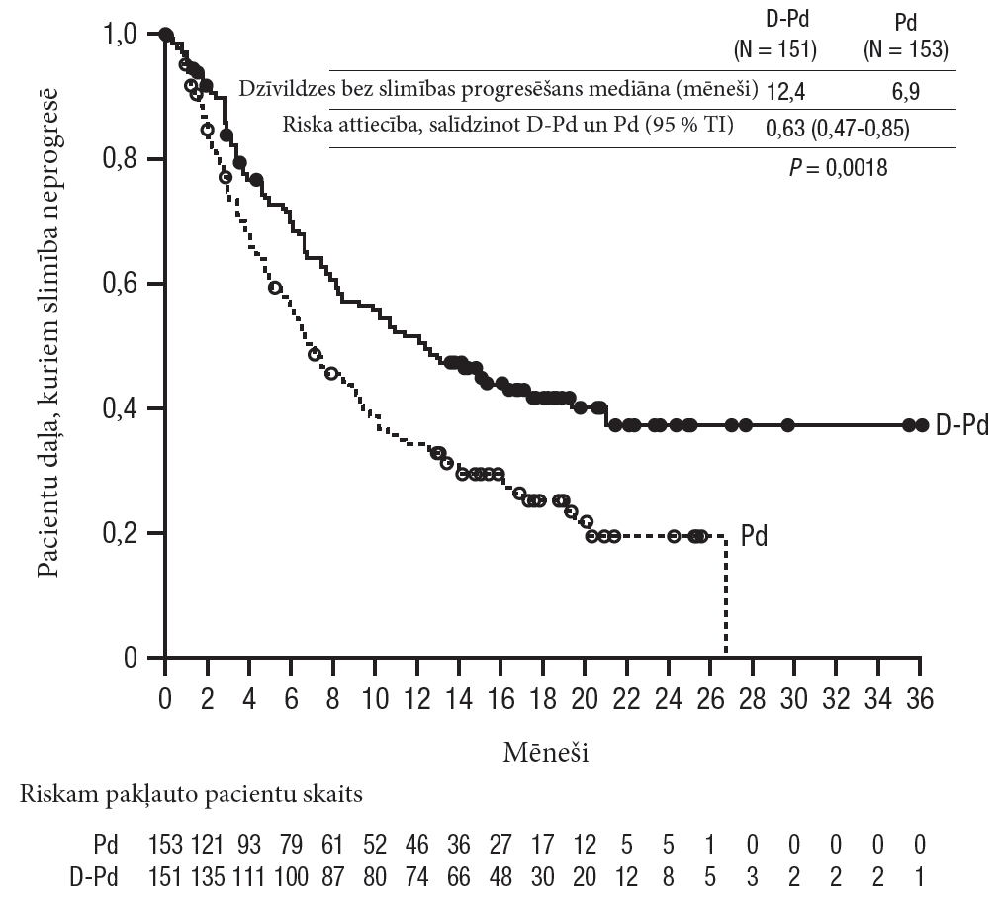 D-Pd Pd
(N = 151) (N = 153)
Dzīvildzes bez slimības progresēšans mediāna (mēneši) 12,4 6,9
Riska attiecība, salīdzinot D-Pd un Pd (95 % TI) 0,63 (0,47-0,85)
P = 0,0018
Pacientu daļa, kuriem slimība neprogresē
1,0
0,8
0,6
0,4
0,2
0
D-Pd
Pd
0 2 4 6 8 10 12 14 16 18 20 22 24 26 28 30 32 34 36
Mēneši
Riskam pakļauto pacientu skaits
Pd 153 121 93 79 61 52 46 36 27 17 12 5 5 1 0 0 0 0 0
D-Pd 151 135 111 100 87 80 74 66 48 30 20 12 8 5 3 2 2 2 1